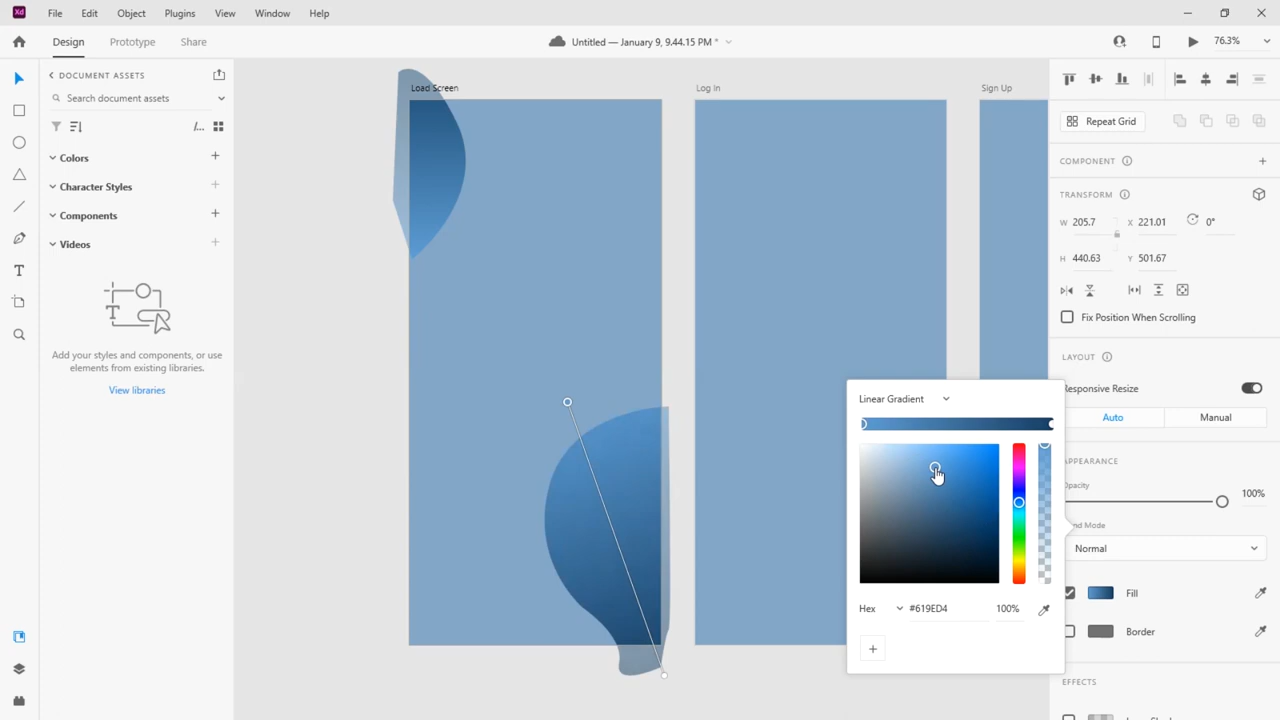 Xd File Edit Object Plugins View Window Help
Design Prototype Share Untitled — January 9, 9.44.15 PM * 76.3%
DOCUMENT ASSETS
Search document assets
Colors
Character Styles
Components
Videos
Add your styles and components, or use
elements from existing libraries.
View libraries
Load Screen
Log In
Sign Up
Linear Gradient
Hex #619ED4 100%
Repeat Grid
COMPONENT
TRANSFORM
W 205.7 X 221.01 0°
H 440.63 Y 501.67
Fix Position When Scrolling
LAYOUT
Responsive Resize
Auto Manual
APPEARANCE
Opacity
100%
nd Mode
Normal
Fill
Border
EFFECTS